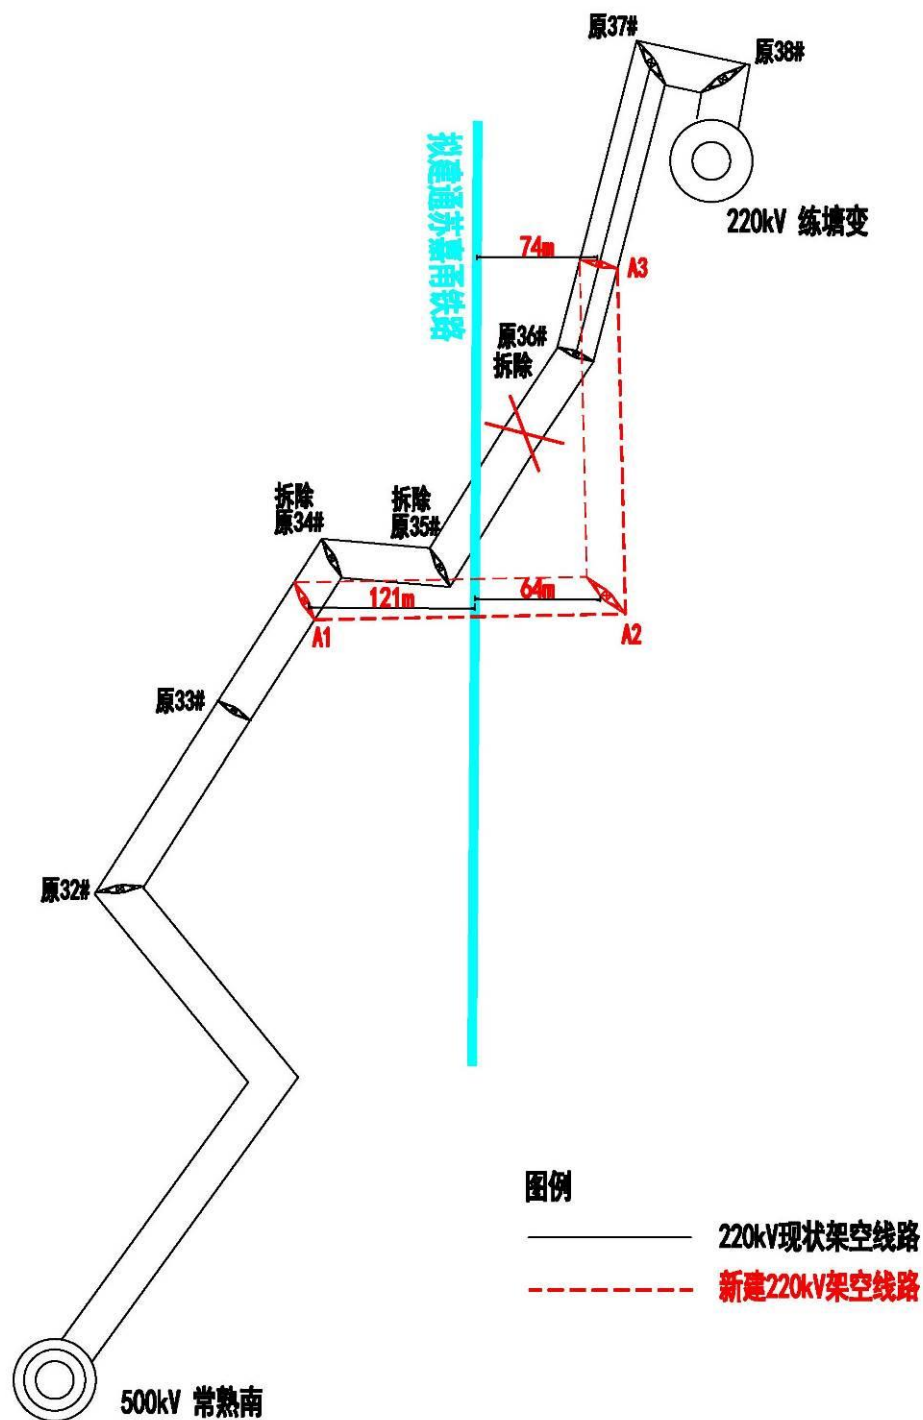 原37#
原38#
220kV 练塘变
拟建通苏嘉甬铁路
74m
A3
原36#
拆除
拆除
原34#
拆除
原35#
121m
64m
A1
A2
原33#
原32#
图例
220kV现状架空线路
新建220kV架空线路
500kV 常熟南